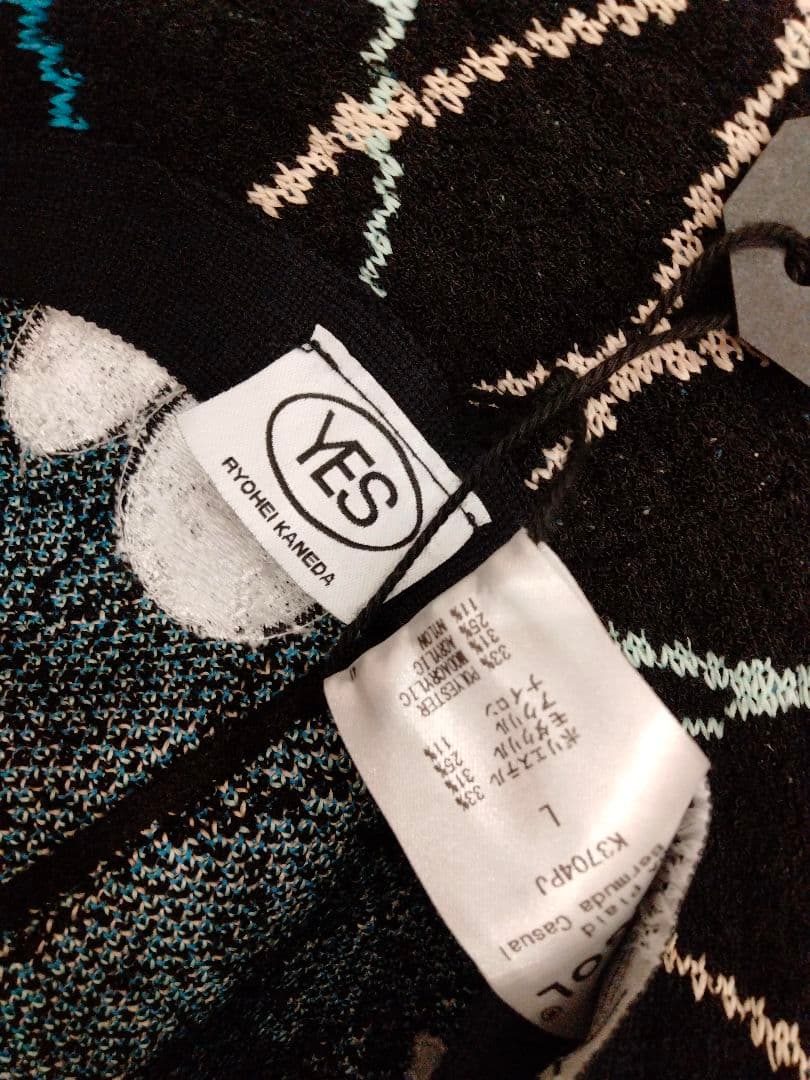 YES
RYOHEI KANEDA
Bermuda Casual
Plaid
K3704PJ
L
ポリエステル 33%
モダクリル 31%
アクリル 25%
ナイロン 11%
33% POLYESTER
31% MODACRYLIC
25% ACRYLIC
11% NYLON